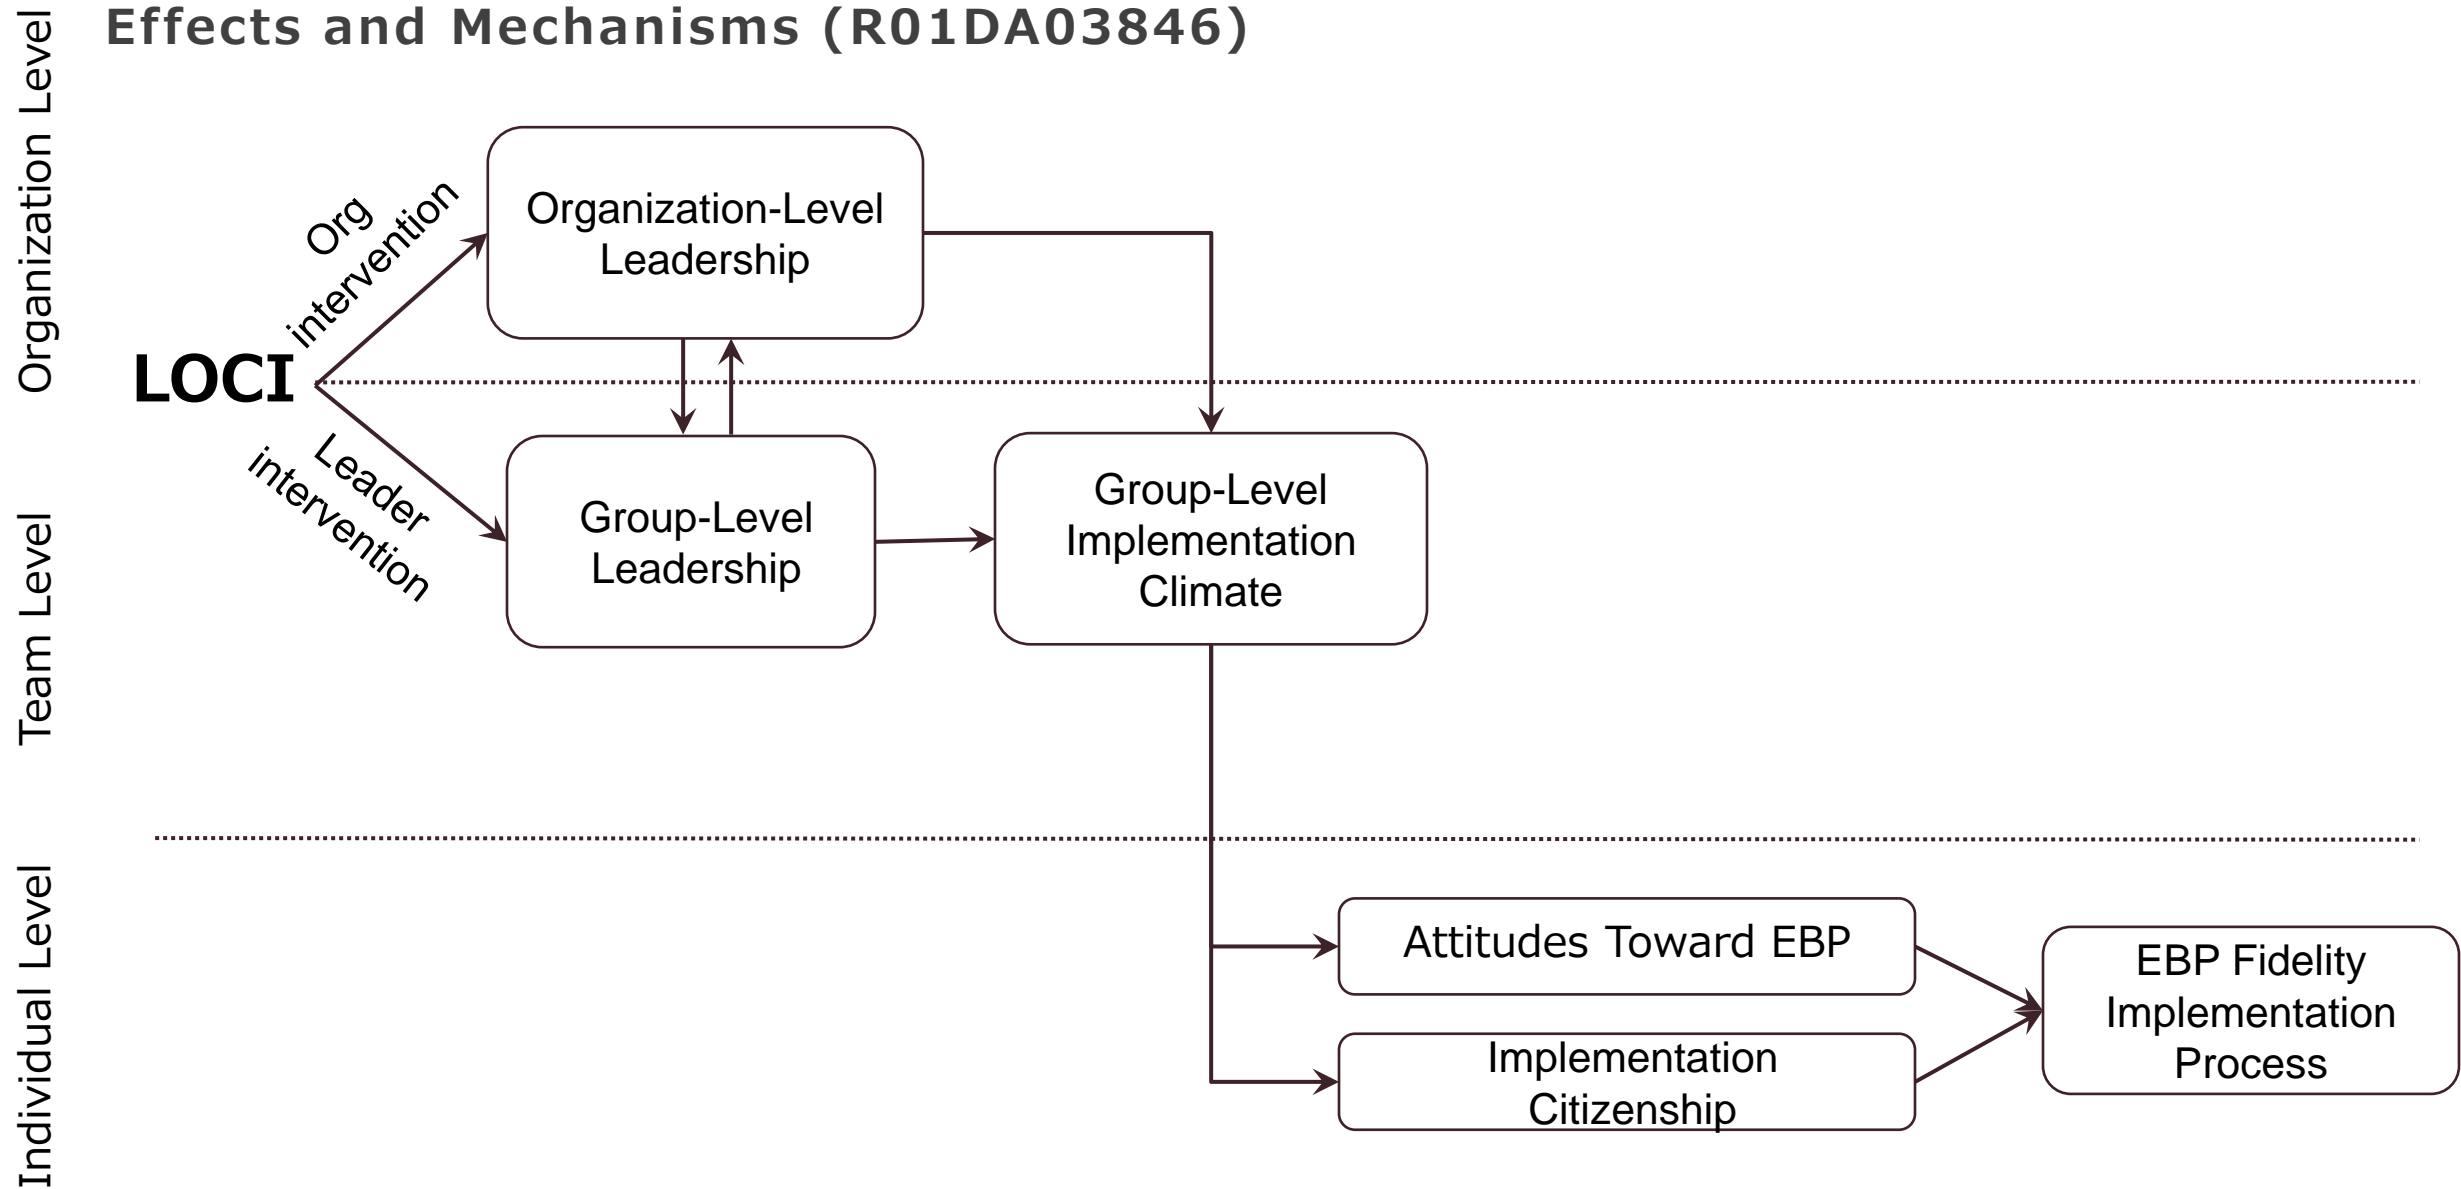 Effects and Mechanisms (R01DA03846)
Organization Level
Org
intervention
Organization-Level
Leadership
LOCI
Leader
intervention
Team Level
Group-Level
Leadership
Group-Level
Implementation
Climate
Individual Level
Attitudes Toward EBP
Implementation
Citizenship
EBP Fidelity
Implementation
Process